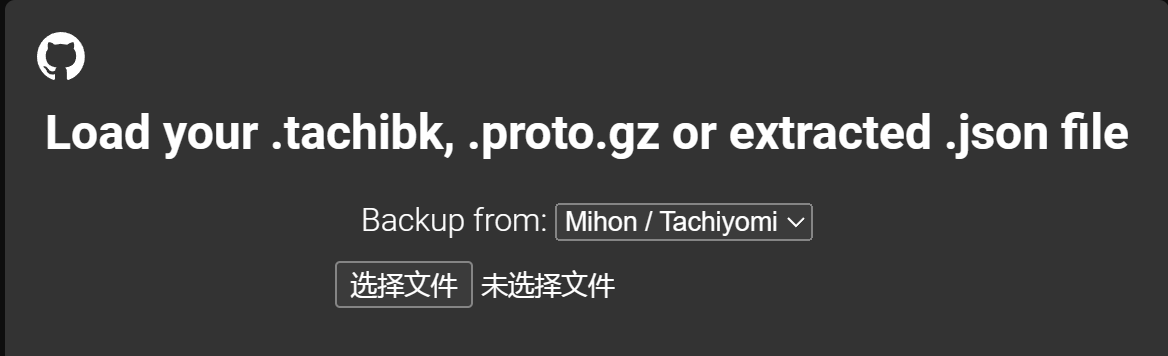 Load your .tachibk, .proto.gz or extracted .json file
Backup from: Mihon / Tachiyomi
选择文件 未选择文件